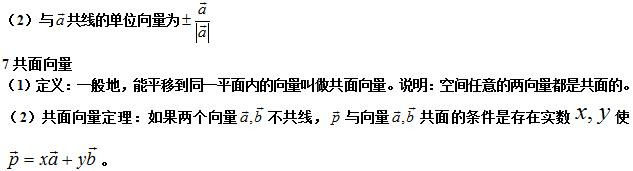 （2）与$\vec{a}$共线的单位向量为$\pm\frac{\vec{a}}{|\vec{a}|}$
7 共面向量
（1）定义：一般地，能平移到同一平面内的向量叫做共面向量。说明：空间任意的两向量都是共面的。
（2）共面向量定理：如果两个向量$\vec{a},\vec{b}$不共线，$\vec{p}$与向量$\vec{a},\vec{b}$共面的条件是存在实数$x, y$使
$\vec{p}=x\vec{a}+y\vec{b}$。